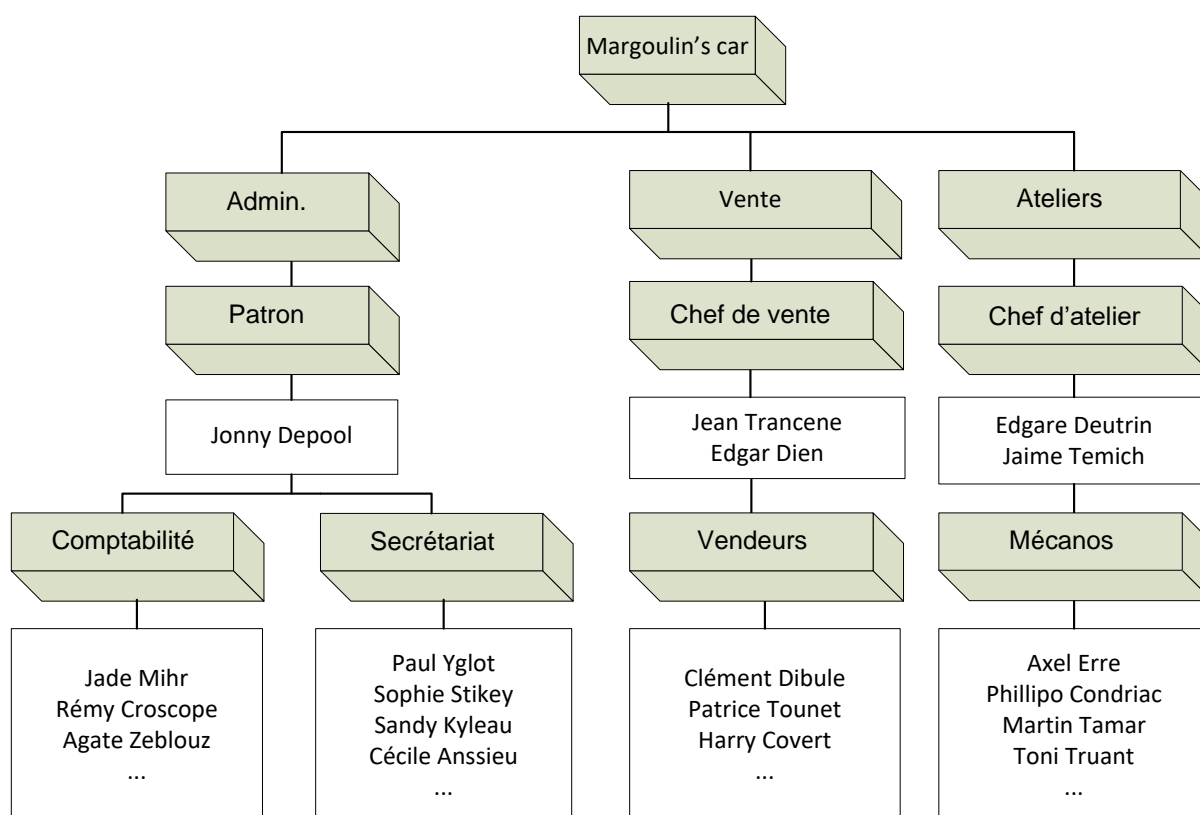 Margoulin's car
Admin.
Vente
Ateliers
Patron
Chef de vente
Chef d'atelier
Jonny Depool
Jean Trancene
Edgar Dien
Edgare Deutrin
Jaime Temich
Comptabilité
Secrétariat
Vendeurs
Mécanos
Jade Mihr
Rémy Croscope
Agate Zeblouz
...
Paul Yglot
Sophie Stikey
Sandy Kyleau
Cécile Anssieu
...
Clément Dibule
Patrice Tounet
Harry Covert
...
Axel Erre
Phillipo Condriac
Martin Tamar
Toni Truant
...